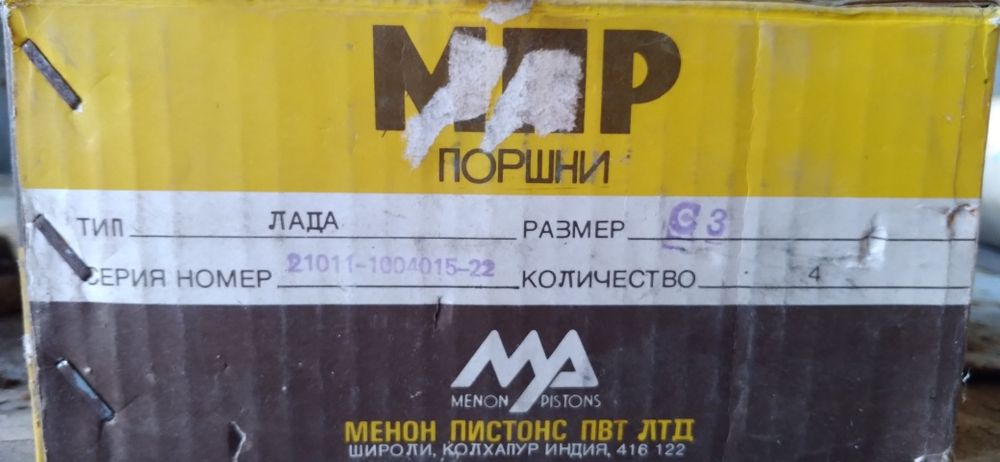 МПР
ПОРШНИ
ТИП ЛАДА РАЗМЕР С 3
СЕРИЯ НОМЕР 21011-1004015-22 КОЛИЧЕСТВО 4
MENON PISTONS
МЕНОН ПИСТОНС ПВТ ЛТД
ШИРОЛИ, КОЛХАПУР ИНДИЯ, 416 122